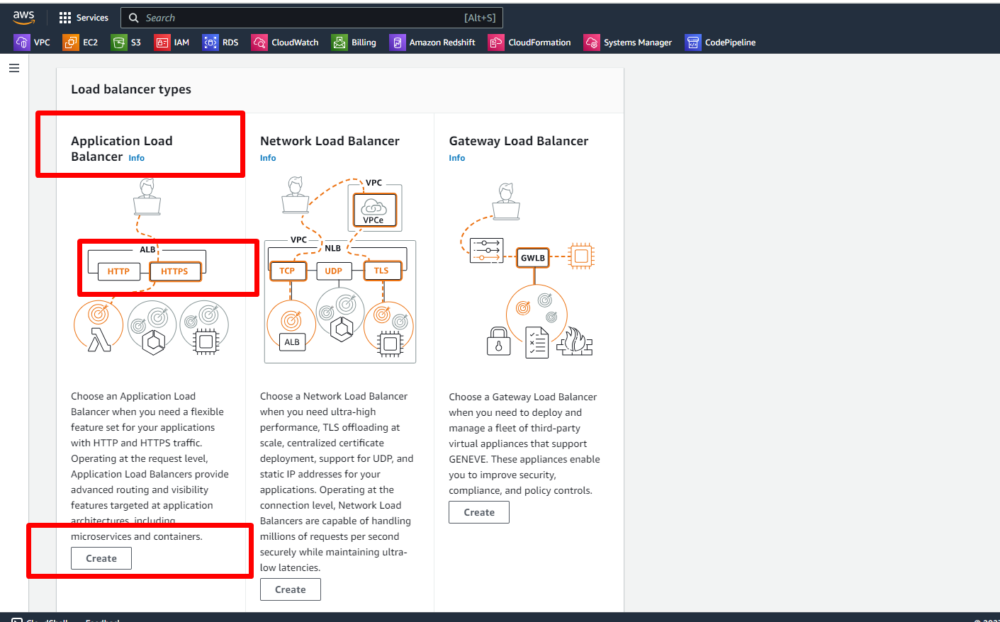 aws
Services
Search
[Alt+S]
VPC
EC2
S3
IAM
RDS
CloudWatch
Billing
Amazon Redshift
CloudFormation
Systems Manager
CodePipeline
Load balancer types
Application Load
Balancer Info
ALB
HTTP
HTTPS
Choose an Application Load
Balancer when you need a flexible
feature set for your applications
with HTTP and HTTPS traffic.
Operating at the request level,
Application Load Balancers provide
advanced routing and visibility
features targeted at application
architectures, including
microservices and containers.
Create
Network Load Balancer
Info
VPC
VPCe
VPC
NLB
TCP
UDP
TLS
ALB
Choose a Network Load Balancer
when you need ultra-high
performance, TLS offloading at
scale, centralized certificate
deployment, support for UDP, and
static IP addresses for your
applications. Operating at the
connection level, Network Load
Balancers are capable of handling
millions of requests per second
securely while maintaining ultra-
low latencies.
Create
Gateway Load Balancer
Info
GWLB
Choose a Gateway Load Balancer
when you need to deploy and
manage a fleet of third-party
virtual appliances that support
GENEVE. These appliances enable
you to improve security,
compliance, and policy controls.
Create
CloudShell
Feedback